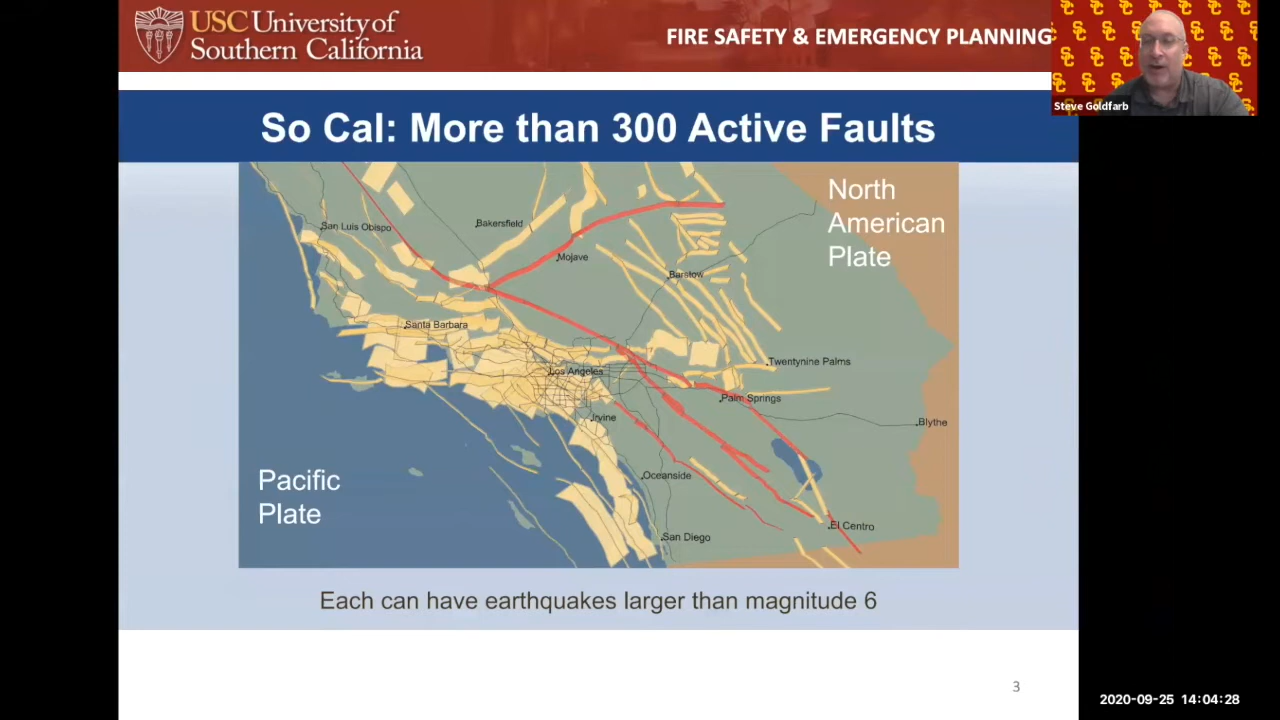 USC University of
Southern California
FIRE SAFETY & EMERGENCY PLANNING
Steve Goldfarb
So Cal: More than 300 Active Faults
North
American
Plate
San Luis Obispo
Bakersfield
Mojave
Barstow
Santa Barbara
Twentynine Palms
Los Angeles
Palm Springs
Irvine
Blythe
Oceanside
Pacific
Plate
El Centro
San Diego
Each can have earthquakes larger than magnitude 6
3
2020-09-25 14:04:28